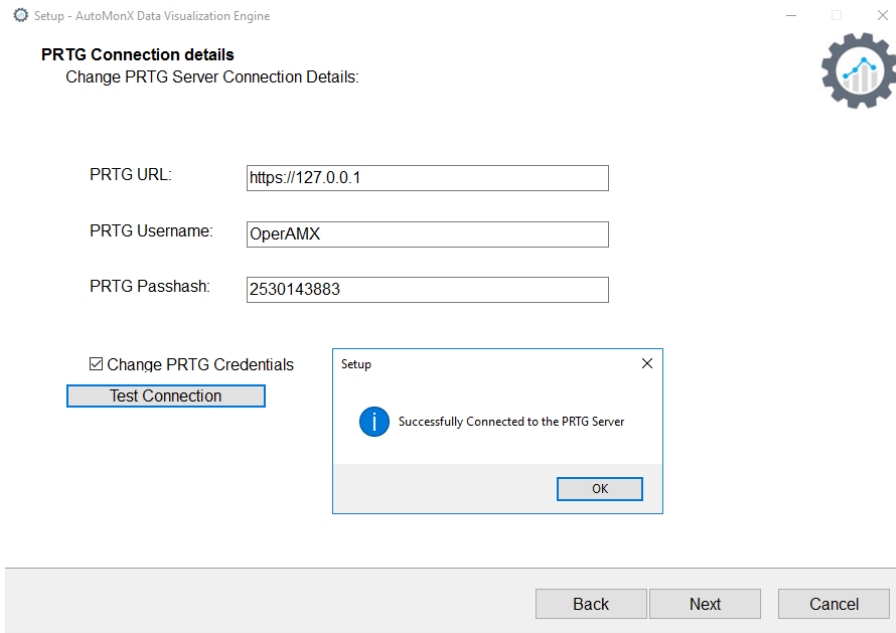 Setup - AutoMonX Data Visualization Engine
PRTG Connection details
Change PRTG Server Connection Details:
PRTG URL:
https://127.0.0.1
PRTG Username:
OperAMX
PRTG Passhash:
2530143883
Change PRTG Credentials
Test Connection
Setup
Successfully Connected to the PRTG Server
OK
Back
Next
Cancel